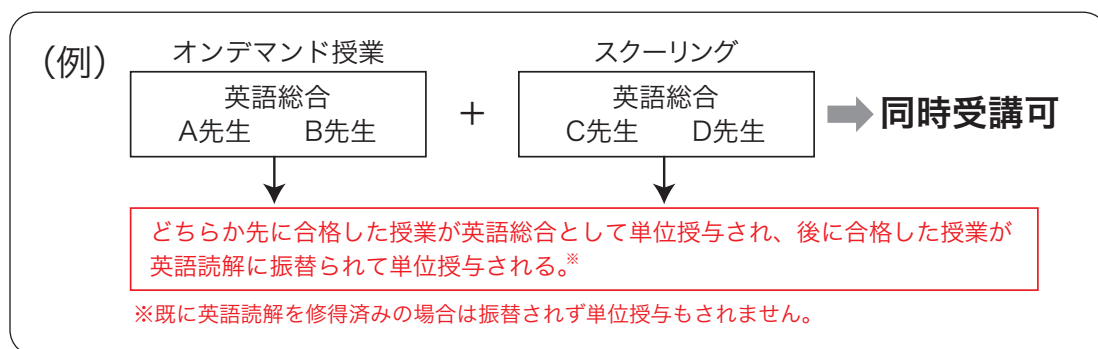 (例)
オンデマンド授業
スクーリング
英語総合
A先生 B先生
+
英語総合
C先生 D先生
同時受講可
どちらか先に合格した授業が英語総合として単位授与され、後に合格した授業が
英語読解に振替られて単位授与される。※
※既に英語読解を修得済みの場合は振替されず単位授与もされません。